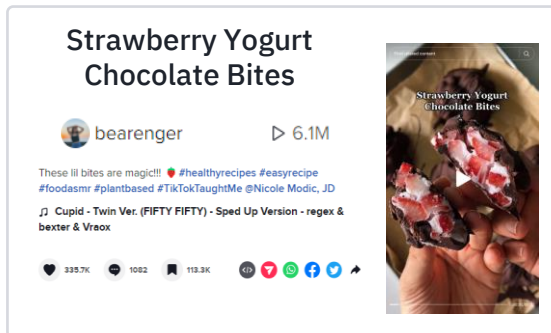 Strawberry Yogurt
Chocolate Bites
bearenger
6.1M
These lil bites are magic!!! 🍓 #healthyrecipes #easyrecipe
#foodasmr #plantbased #TikTokTaughtMe @Nicole Modic, JD
Cupid - Twin Ver. (FIFTY FIFTY) - Sped Up Version - regex &
bexter & Vraox
335.7K
1082
113.3K
Strawberry Yogurt
Chocolate Bites